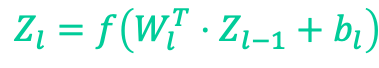 Z_l = f(W_l^T · Z_{l−1} + b_l)